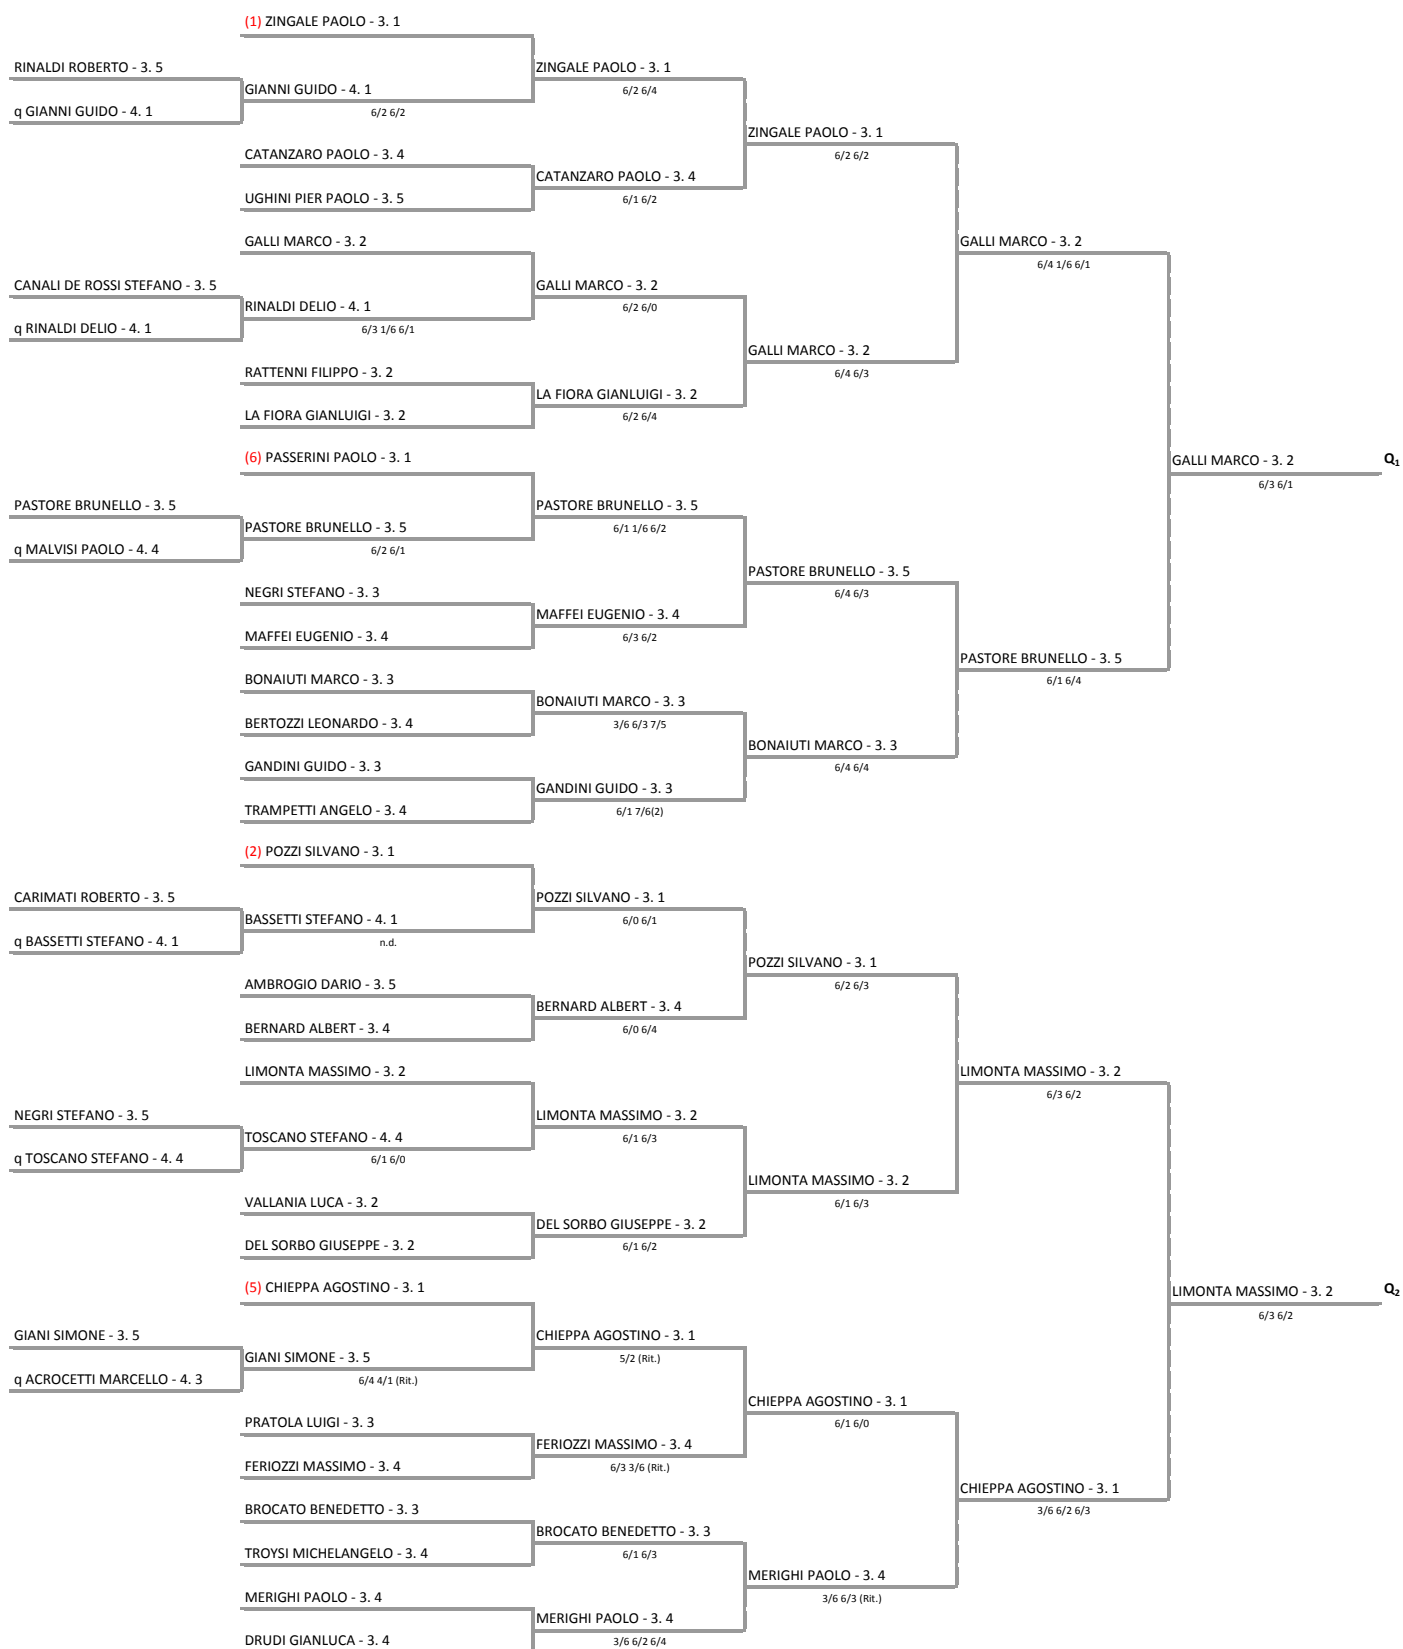 (1) ZINGALE PAOLO - 3. 1
RINALDI ROBERTO - 3. 5
ZINGALE PAOLO - 3. 1
GIANNI GUIDO - 4. 1
6/2 6/4
q GIANNI GUIDO - 4. 1
6/2 6/2
ZINGALE PAOLO - 3. 1
6/2 6/2
CATANZARO PAOLO - 3. 4
CATANZARO PAOLO - 3. 4
6/1 6/2
UGHINI PIER PAOLO - 3. 5
GALLI MARCO - 3. 2
GALLI MARCO - 3. 2
6/4 1/6 6/1
CANALI DE ROSSI STEFANO - 3. 5
GALLI MARCO - 3. 2
RINALDI DELIO - 4. 1
6/2 6/0
q RINALDI DELIO - 4. 1
6/3 1/6 6/1
GALLI MARCO - 3. 2
6/4 6/3
RATTENNI FILIPPO - 3. 2
LA FIORA GIANLUIGI - 3. 2
LA FIORA GIANLUIGI - 3. 2
6/2 6/4
(6) PASSERINI PAOLO - 3. 1
GALLI MARCO - 3. 2
Q1
6/3 6/1
PASTORE BRUNELLO - 3. 5
PASTORE BRUNELLO - 3. 5
PASTORE BRUNELLO - 3. 5
6/1 1/6 6/2
q MALVISI PAOLO - 4. 4
6/2 6/1
PASTORE BRUNELLO - 3. 5
6/4 6/3
NEGRI STEFANO - 3. 3
MAFFEI EUGENIO - 3. 4
MAFFEI EUGENIO - 3. 4
6/3 6/2
PASTORE BRUNELLO - 3. 5
6/1 6/4
BONAIUTI MARCO - 3. 3
BONAIUTI MARCO - 3. 3
BERTOZZI LEONARDO - 3. 4
3/6 6/3 7/5
BONAIUTI MARCO - 3. 3
6/4 6/4
GANDINI GUIDO - 3. 3
GANDINI GUIDO - 3. 3
TRAMPETTI ANGELO - 3. 4
6/1 7/6(2)
(2) POZZI SILVANO - 3. 1
CARIMATI ROBERTO - 3. 5
POZZI SILVANO - 3. 1
BASSETTI STEFANO - 4. 1
6/0 6/1
q BASSETTI STEFANO - 4. 1
n.d.
POZZI SILVANO - 3. 1
6/2 6/3
AMBROGIO DARIO - 3. 5
BERNARD ALBERT - 3. 4
BERNARD ALBERT - 3. 4
6/0 6/4
LIMONTA MASSIMO - 3. 2
LIMONTA MASSIMO - 3. 2
6/3 6/2
NEGRI STEFANO - 3. 5
LIMONTA MASSIMO - 3. 2
TOSCANO STEFANO - 4. 4
6/1 6/3
q TOSCANO STEFANO - 4. 4
6/1 6/0
LIMONTA MASSIMO - 3. 2
6/1 6/3
VALLANIA LUCA - 3. 2
DEL SORBO GIUSEPPE - 3. 2
DEL SORBO GIUSEPPE - 3. 2
6/1 6/2
(5) CHIEPPA AGOSTINO - 3. 1
LIMONTA MASSIMO - 3. 2
Q2
6/3 6/2
GIANI SIMONE - 3. 5
CHIEPPA AGOSTINO - 3. 1
GIANI SIMONE - 3. 5
5/2 (Rit.)
q ACROCETTI MARCELLO - 4. 3
6/4 4/1 (Rit.)
CHIEPPA AGOSTINO - 3. 1
6/1 6/0
PRATOLA LUIGI - 3. 3
FERIOZZI MASSIMO - 3. 4
FERIOZZI MASSIMO - 3. 4
6/3 3/6 (Rit.)
CHIEPPA AGOSTINO - 3. 1
3/6 6/2 6/3
BROCATO BENEDETTO - 3. 3
BROCATO BENEDETTO - 3. 3
TROYSI MICHELANGELO - 3. 4
6/1 6/3
MERIGHI PAOLO - 3. 4
3/6 6/3 (Rit.)
MERIGHI PAOLO - 3. 4
MERIGHI PAOLO - 3. 4
DRUDI GIANLUCA - 3. 4
3/6 6/2 6/4